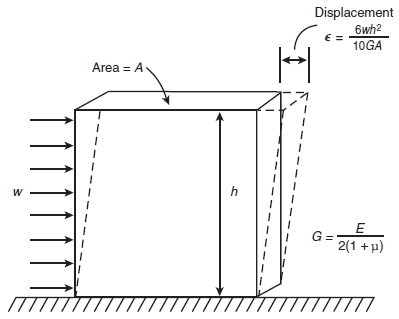 Displacement
ϵ = 6wh²/10GA
Area = A
w
h
G = E/2(1 + μ)